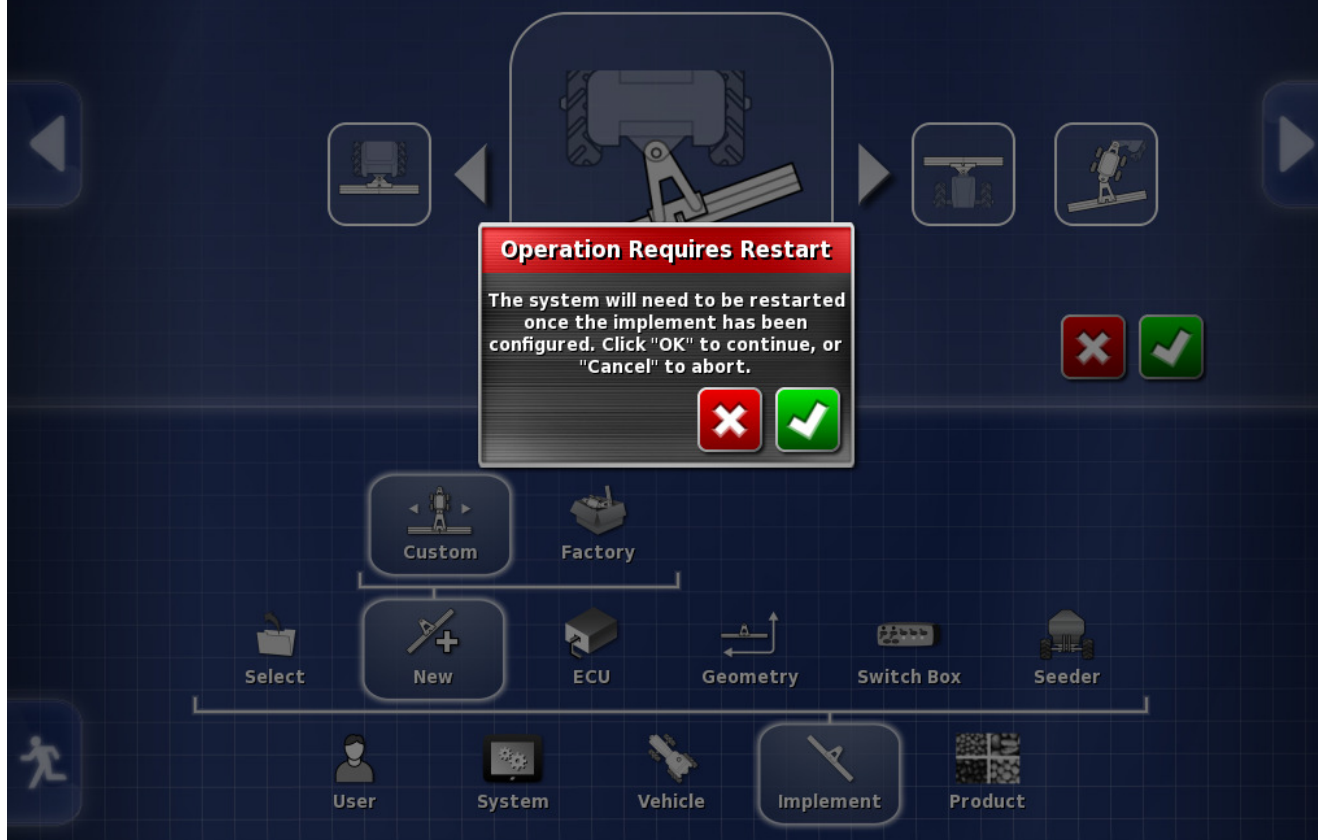 Operation Requires Restart
The system will need to be restarted
once the implement has been
configured. Click "OK" to continue, or
"Cancel" to abort.
Custom
Factory
Select
New
ECU
Geometry
Switch Box
Seeder
User
System
Vehicle
Implement
Product